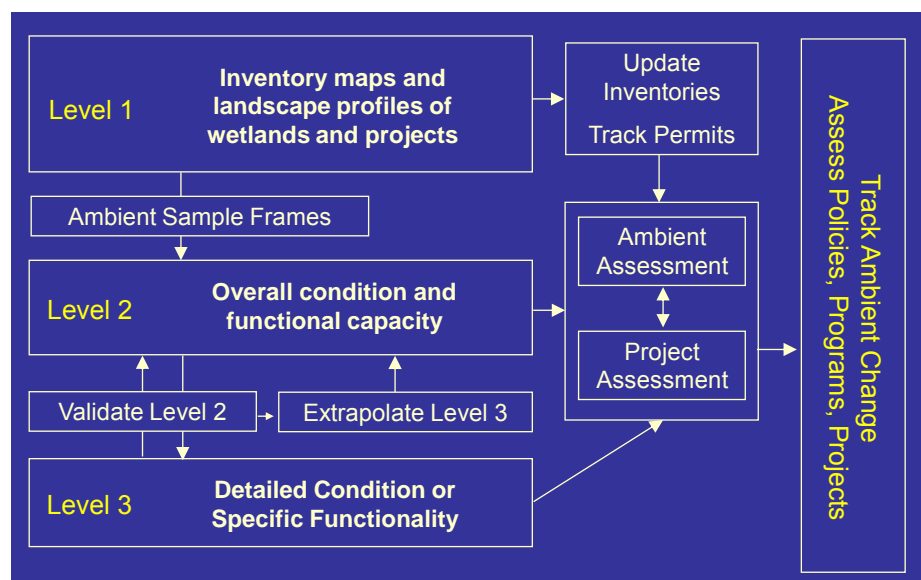 Level 1
Inventory maps and
landscape profiles of
wetlands and projects
Update
Inventories
Track Permits
Ambient Sample Frames
Level 2
Overall condition and
functional capacity
Ambient
Assessment
Project
Assessment
Validate Level 2
Extrapolate Level 3
Level 3
Detailed Condition or
Specific Functionality
Track Ambient Change
Assess Policies, Programs, Projects